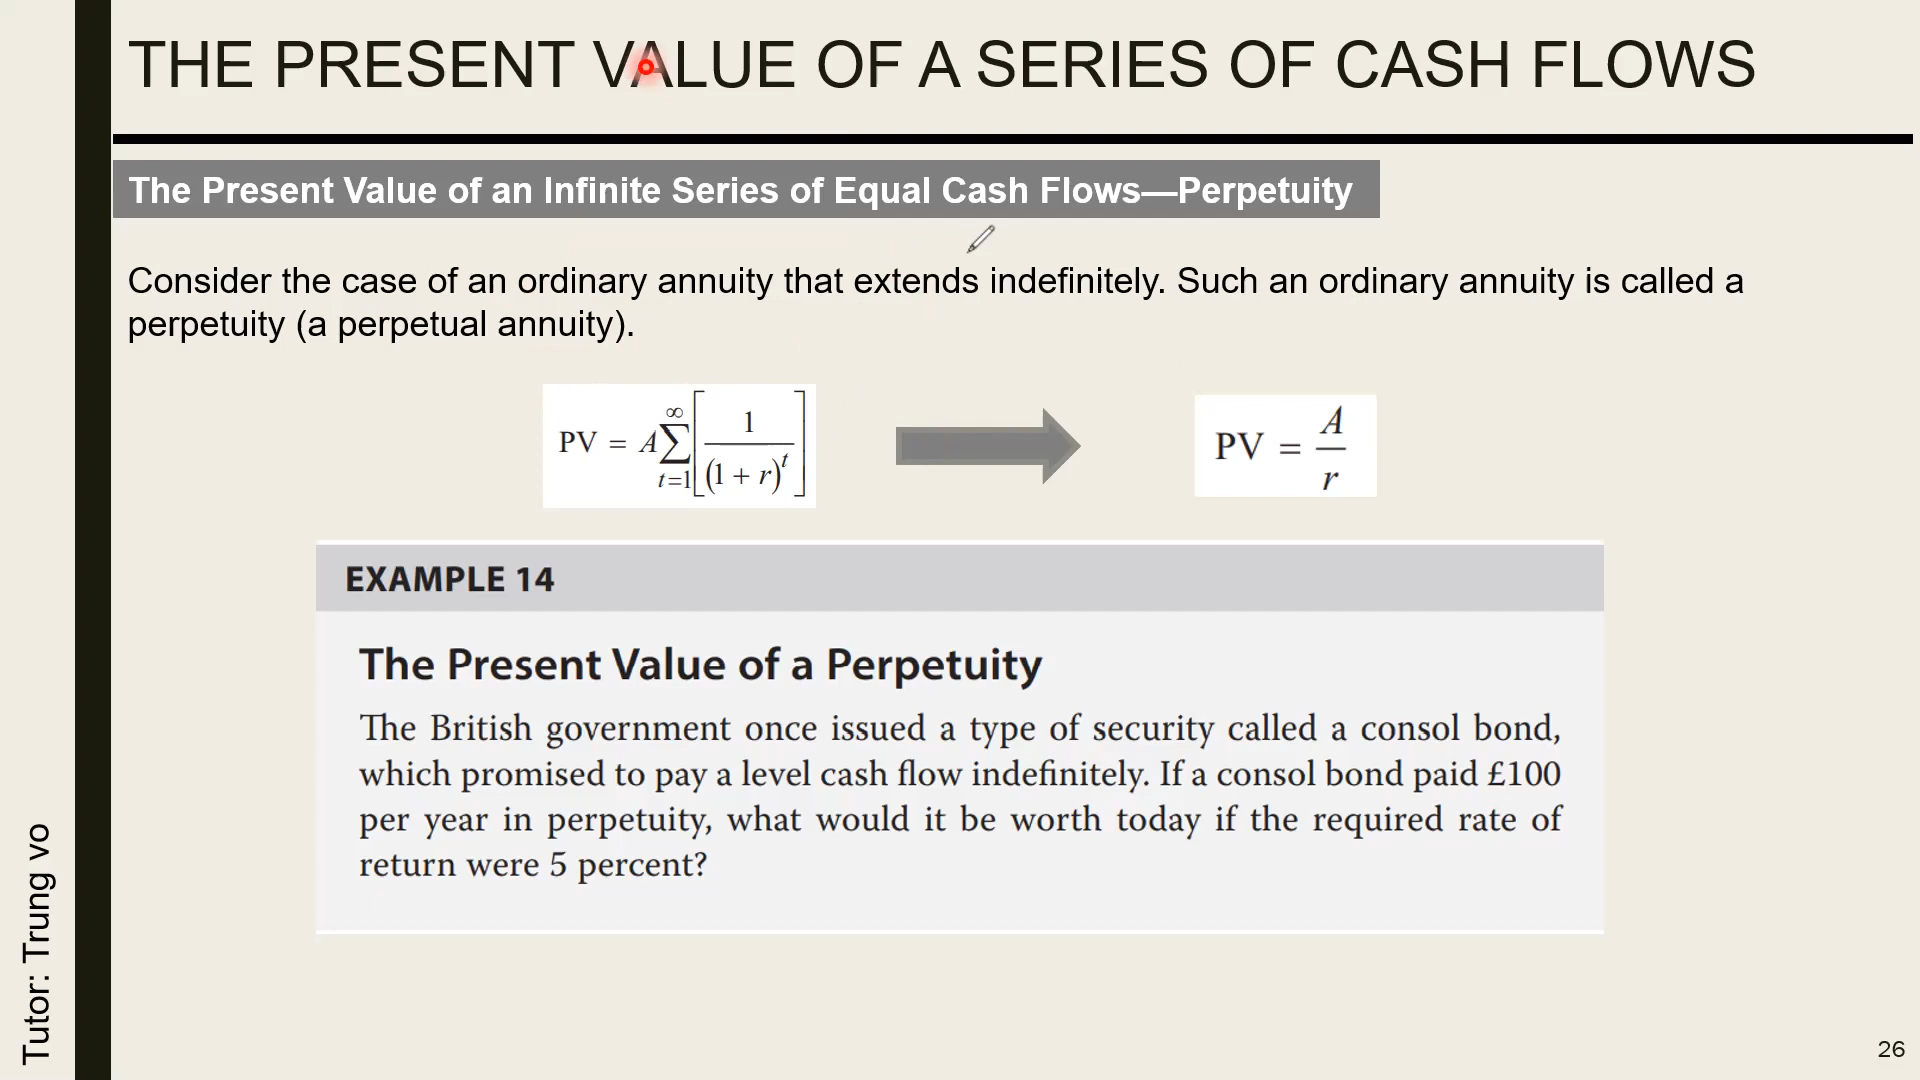 THE PRESENT VALUE OF A SERIES OF CASH FLOWS
The Present Value of an Infinite Series of Equal Cash Flows—Perpetuity
Consider the case of an ordinary annuity that extends indefinitely. Such an ordinary annuity is called a
perpetuity (a perpetual annuity).
PV = A∑_{t=1}^{∞} [1 / (1 + r)^t]
PV = A / r
EXAMPLE 14
The Present Value of a Perpetuity
The British government once issued a type of security called a consol bond,
which promised to pay a level cash flow indefinitely. If a consol bond paid £100
per year in perpetuity, what would it be worth today if the required rate of
return were 5 percent?
Tutor: Trung vo
26